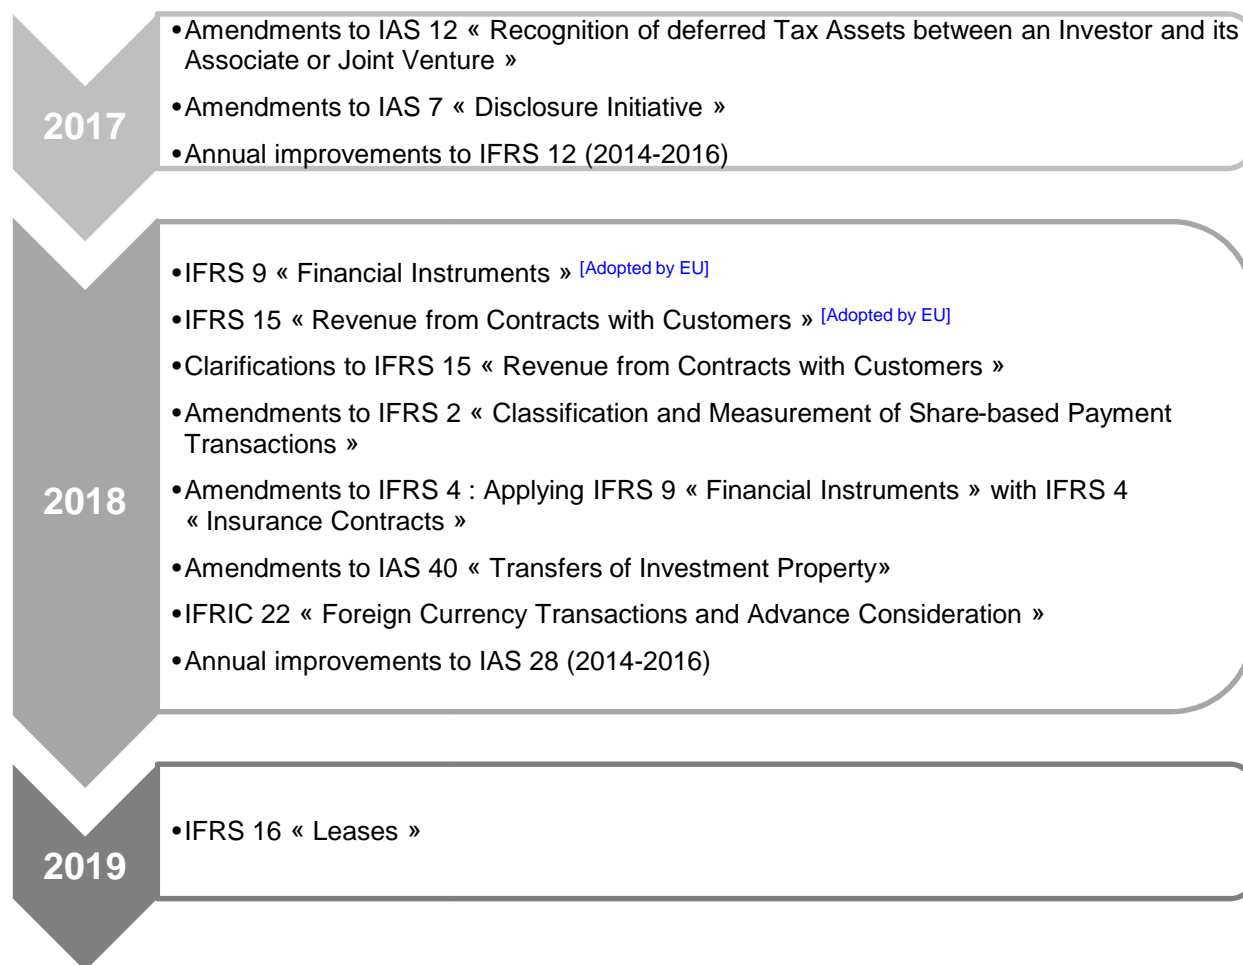 •Amendments to IAS 12 « Recognition of deferred Tax Assets between an Investor and its
Associate or Joint Venture »
2017
•Amendments to IAS 7 « Disclosure Initiative »
•Annual improvements to IFRS 12 (2014-2016)
•IFRS 9 « Financial Instruments » [Adopted by EU]
•IFRS 15 « Revenue from Contracts with Customers » [Adopted by EU]
•Clarifications to IFRS 15 « Revenue from Contracts with Customers »
•Amendments to IFRS 2 « Classification and Measurement of Share-based Payment
Transactions »
2018
•Amendments to IFRS 4 : Applying IFRS 9 « Financial Instruments » with IFRS 4
« Insurance Contracts »
•Amendments to IAS 40 « Transfers of Investment Property»
•IFRIC 22 « Foreign Currency Transactions and Advance Consideration »
•Annual improvements to IAS 28 (2014-2016)
•IFRS 16 « Leases »
2019